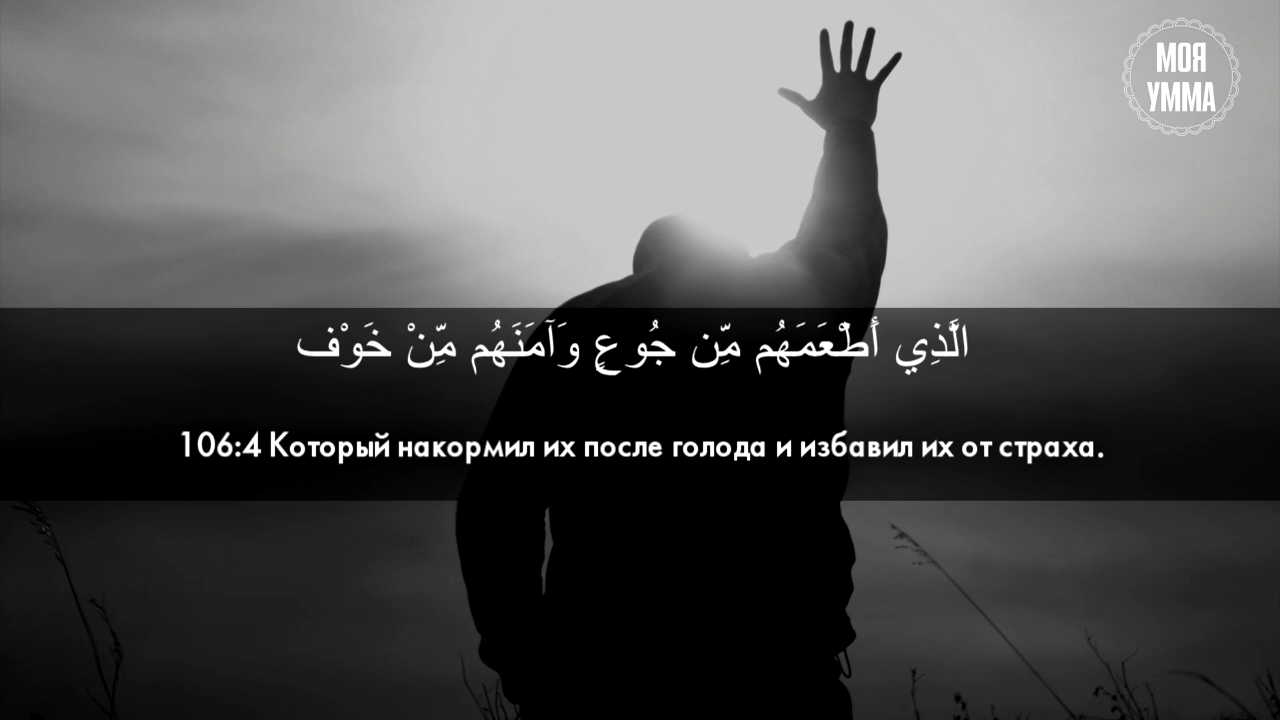 МОЯ
УММА
الَّذِي أَطْعَمَهُم مِّن جُوعٍ وَآمَنَهُم مِّنْ خَوْف
106:4 Который накормил их после голода и избавил их от страха.